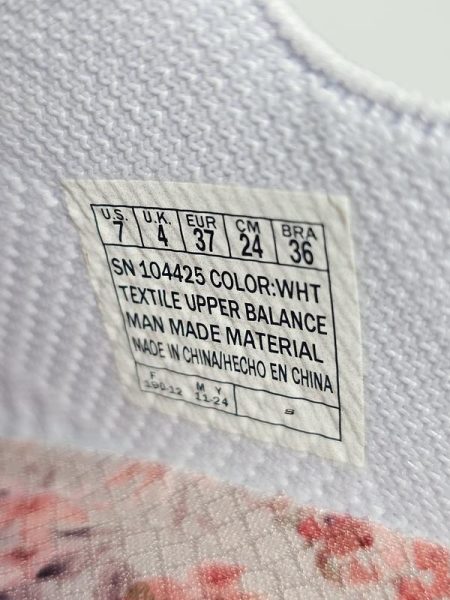 U.S. U.K. EUR CM BRA
7 4 37 24 36
SN 104425 COLOR:WHT
TEXTILE UPPER BALANCE
MAN MADE MATERIAL
MADE IN CHINA/HECHO EN CHINA
F M Y
11-24